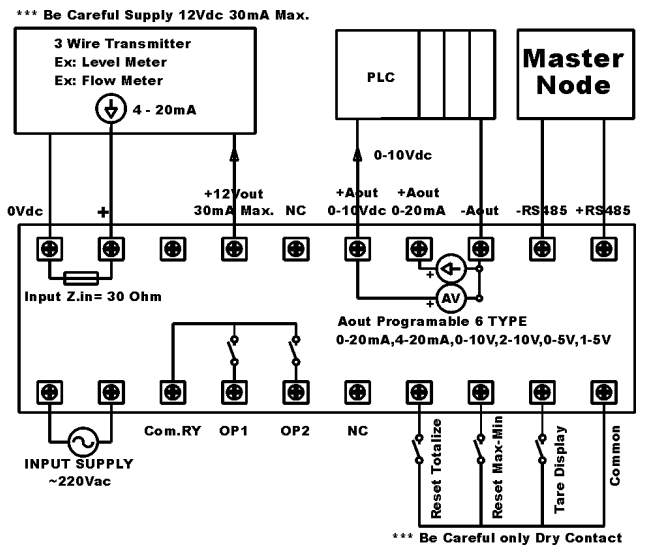 *** Be Careful Supply 12Vdc 30mA Max.
3 Wire Transmitter
Ex: Level Meter
Ex: Flow Meter
4 - 20mA
PLC
Master
Node
0-10Vdc
0Vdc
+
+12Vout
30mA Max.
NC
+Aout
0-10Vdc
+Aout
0-20mA
-Aout
-RS485
+RS485
Input Z.in= 30 Ohm
+
+
AV
Aout Programable 6 TYPE
0-20mA,4-20mA,0-10V,2-10V,0-5V,1-5V
INPUT SUPPLY
~220Vac
Com.RY
OP1
OP2
NC
Reset Totalize
Reset Max-Min
Tare Display
Common
*** Be Careful only Dry Contact